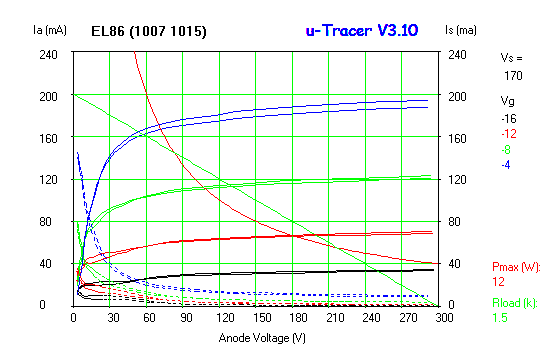 Ia (mA) EL86 (1007 1015) u-Tracer V3.10 Is (ma)
240 240
200 200
160 160
120 120
80 80
40 40
0 0
0 30 60 90 120 150 180 210 240 270 300
Anode Voltage (V)
Vs =
170
Vg
-16
-12
-8
-4
Pmax (W):
12
Rload (k):
1.5